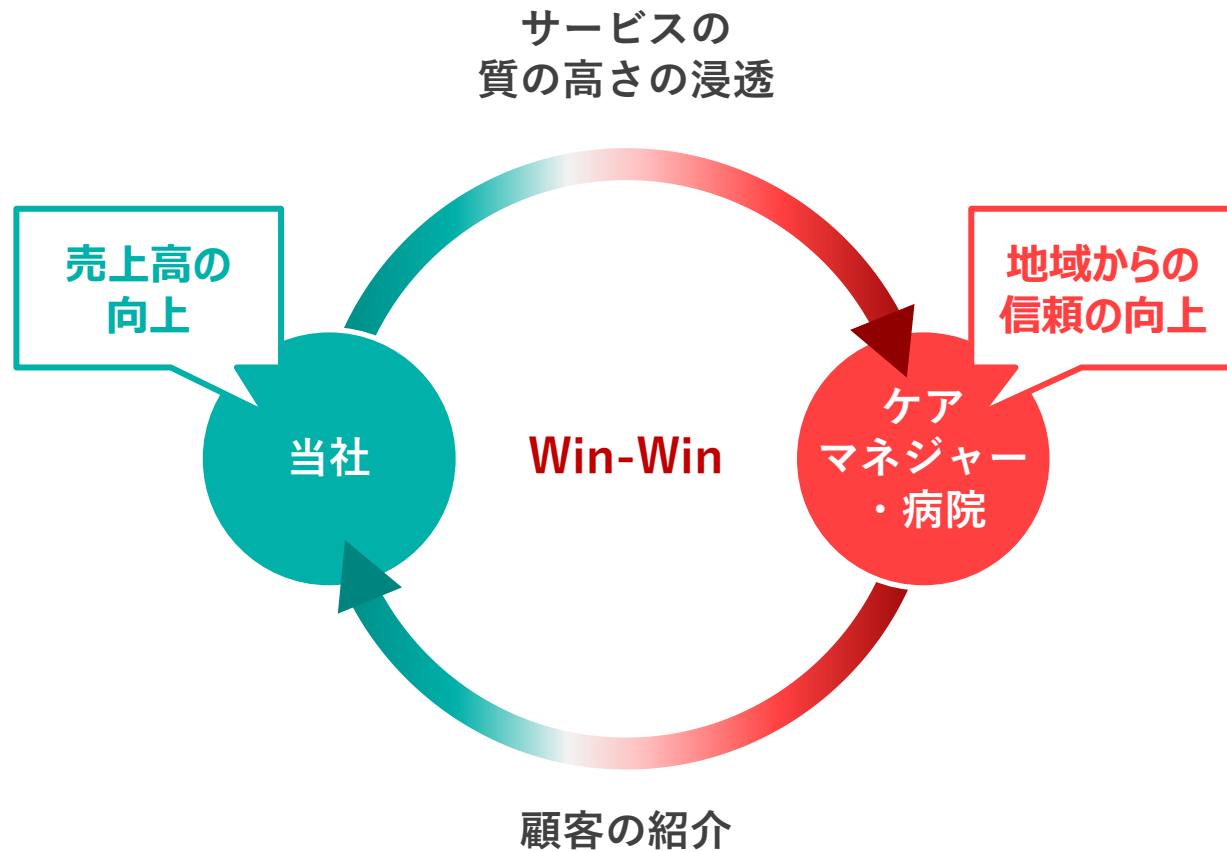 サービスの
質の高さの浸透
売上高の
向上
地域からの
信頼の向上
当社
Win-Win
ケア
マネジャー
・病院
顧客の紹介